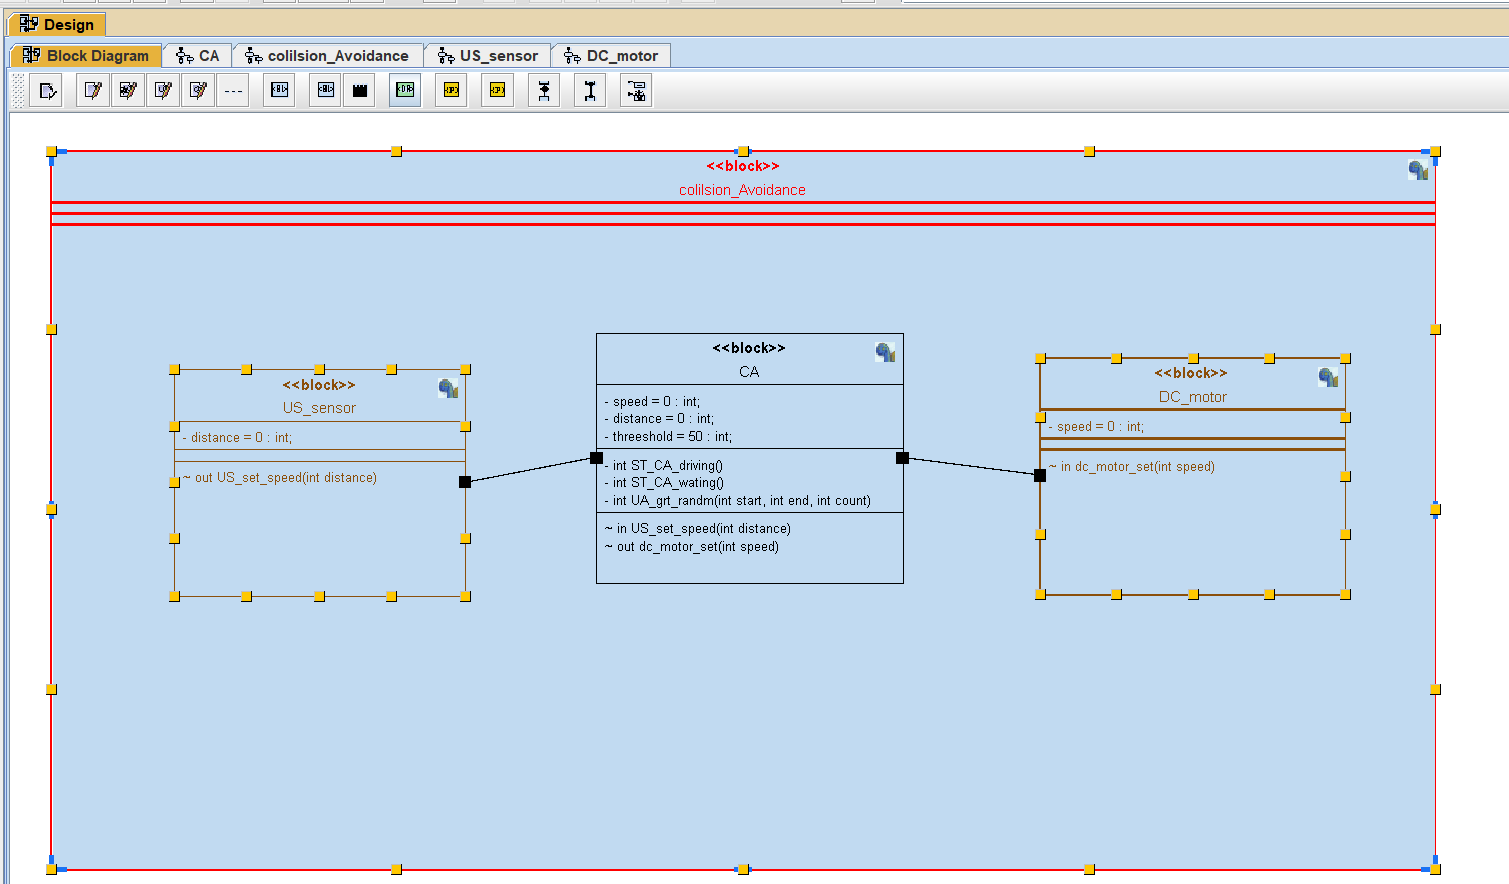 Design
Block Diagram
CA
colilsion_Avoidance
US_sensor
DC_motor
<<block>>
colilsion_Avoidance
<<block>>
US_sensor
- distance = 0 : int;
~ out US_set_speed(int distance)
<<block>>
CA
- speed = 0 : int;
- distance = 0 : int;
- threeshold = 50 : int;
- int ST_CA_driving()
- int ST_CA_wating()
- int UA_grt_randm(int start, int end, int count)
~ in US_set_speed(int distance)
~ out dc_motor_set(int speed)
<<block>>
DC_motor
- speed = 0 : int;
~ in dc_motor_set(int speed)